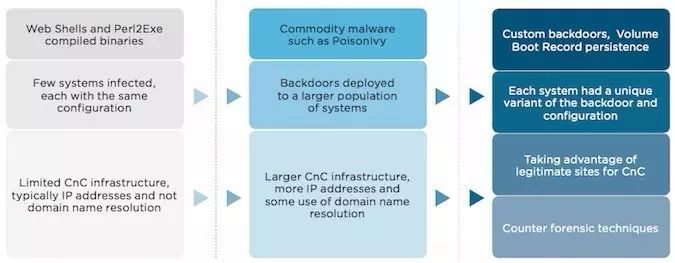 Web Shells and Perl2Exe
compiled binaries
Few systems infected,
each with the same
configuration
Limited CnC infrastructure,
typically IP addresses and not
domain name resolution
Commodity malware
such as PoisonIvy
Backdoors deployed
to a larger population
of systems
Larger CnC infrastructure,
more IP addresses and
some use of domain name
resolution
Custom backdoors, Volume
Boot Record persistence
Each system had a unique
variant of the backdoor and
configuration
Taking advantage of
legitimate sites for CnC
Counter forensic techniques